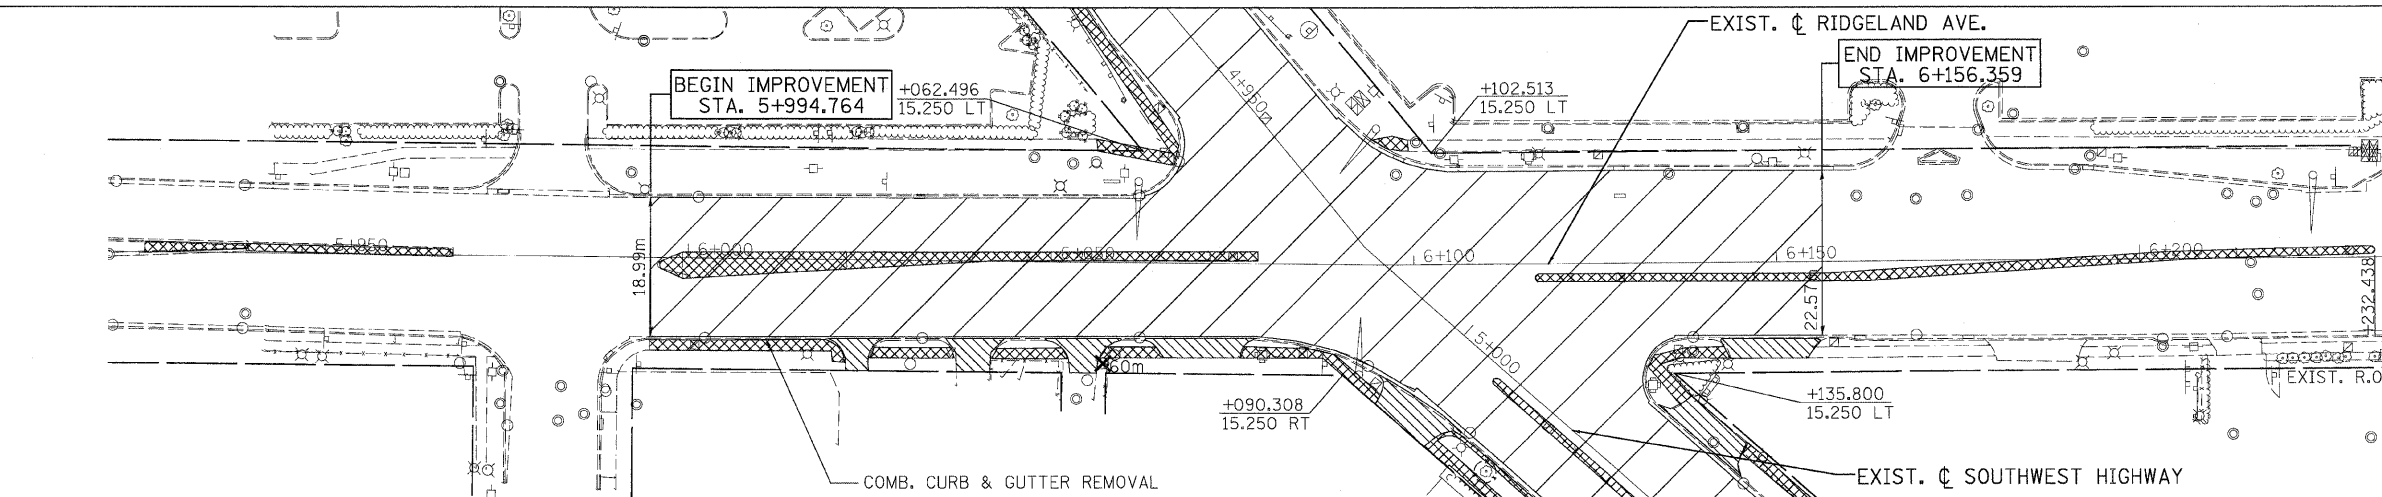 EXIST. ℄ RIDGELAND AVE.
END IMPROVEMENT
STA. 6+156.359
BEGIN IMPROVEMENT
STA. 5+994.764
+062.496
15.250 LT
+102.513
15.250 LT
4+950
5+950
6+000
6+100
6+150
6+200
18.99m
22.57
+232.438
5+000
60m
+090.308
15.250 RT
+135.800
15.250 LT
EXIST. R.O
COMB. CURB & GUTTER REMOVAL
EXIST. ℄ SOUTHWEST HIGHWAY